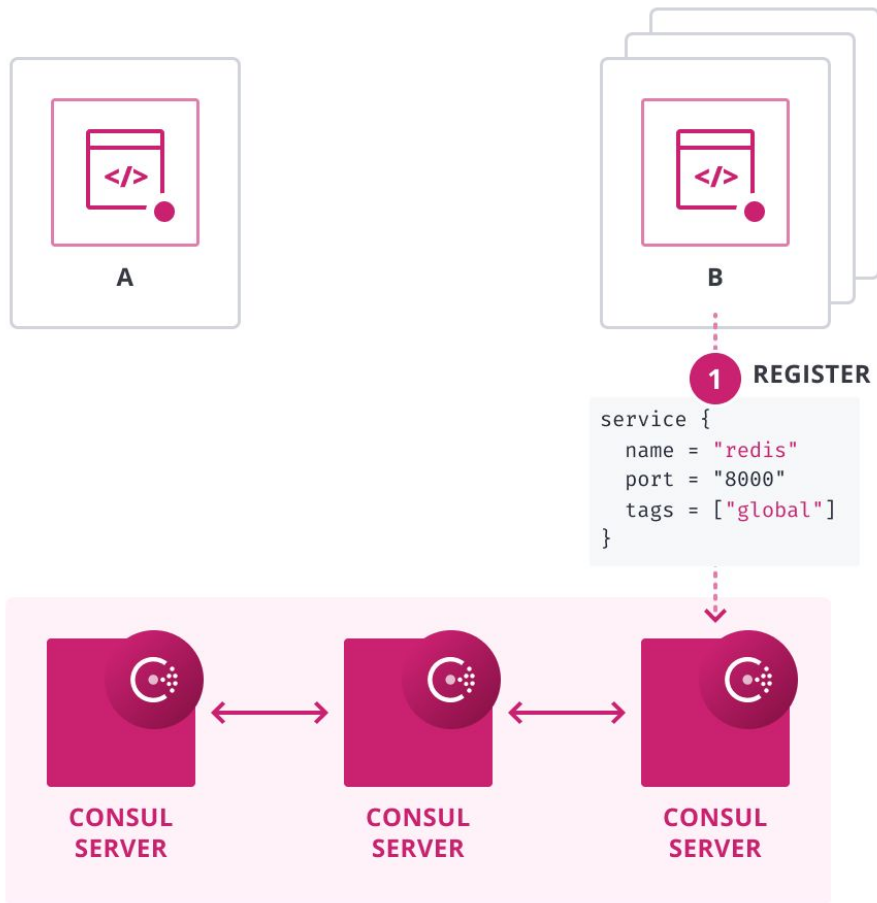 A
B
1 REGISTER
service {
  name = "redis"
  port = "8000"
  tags = ["global"]
}
</>
</>
CONSUL
SERVER
CONSUL
SERVER
CONSUL
SERVER